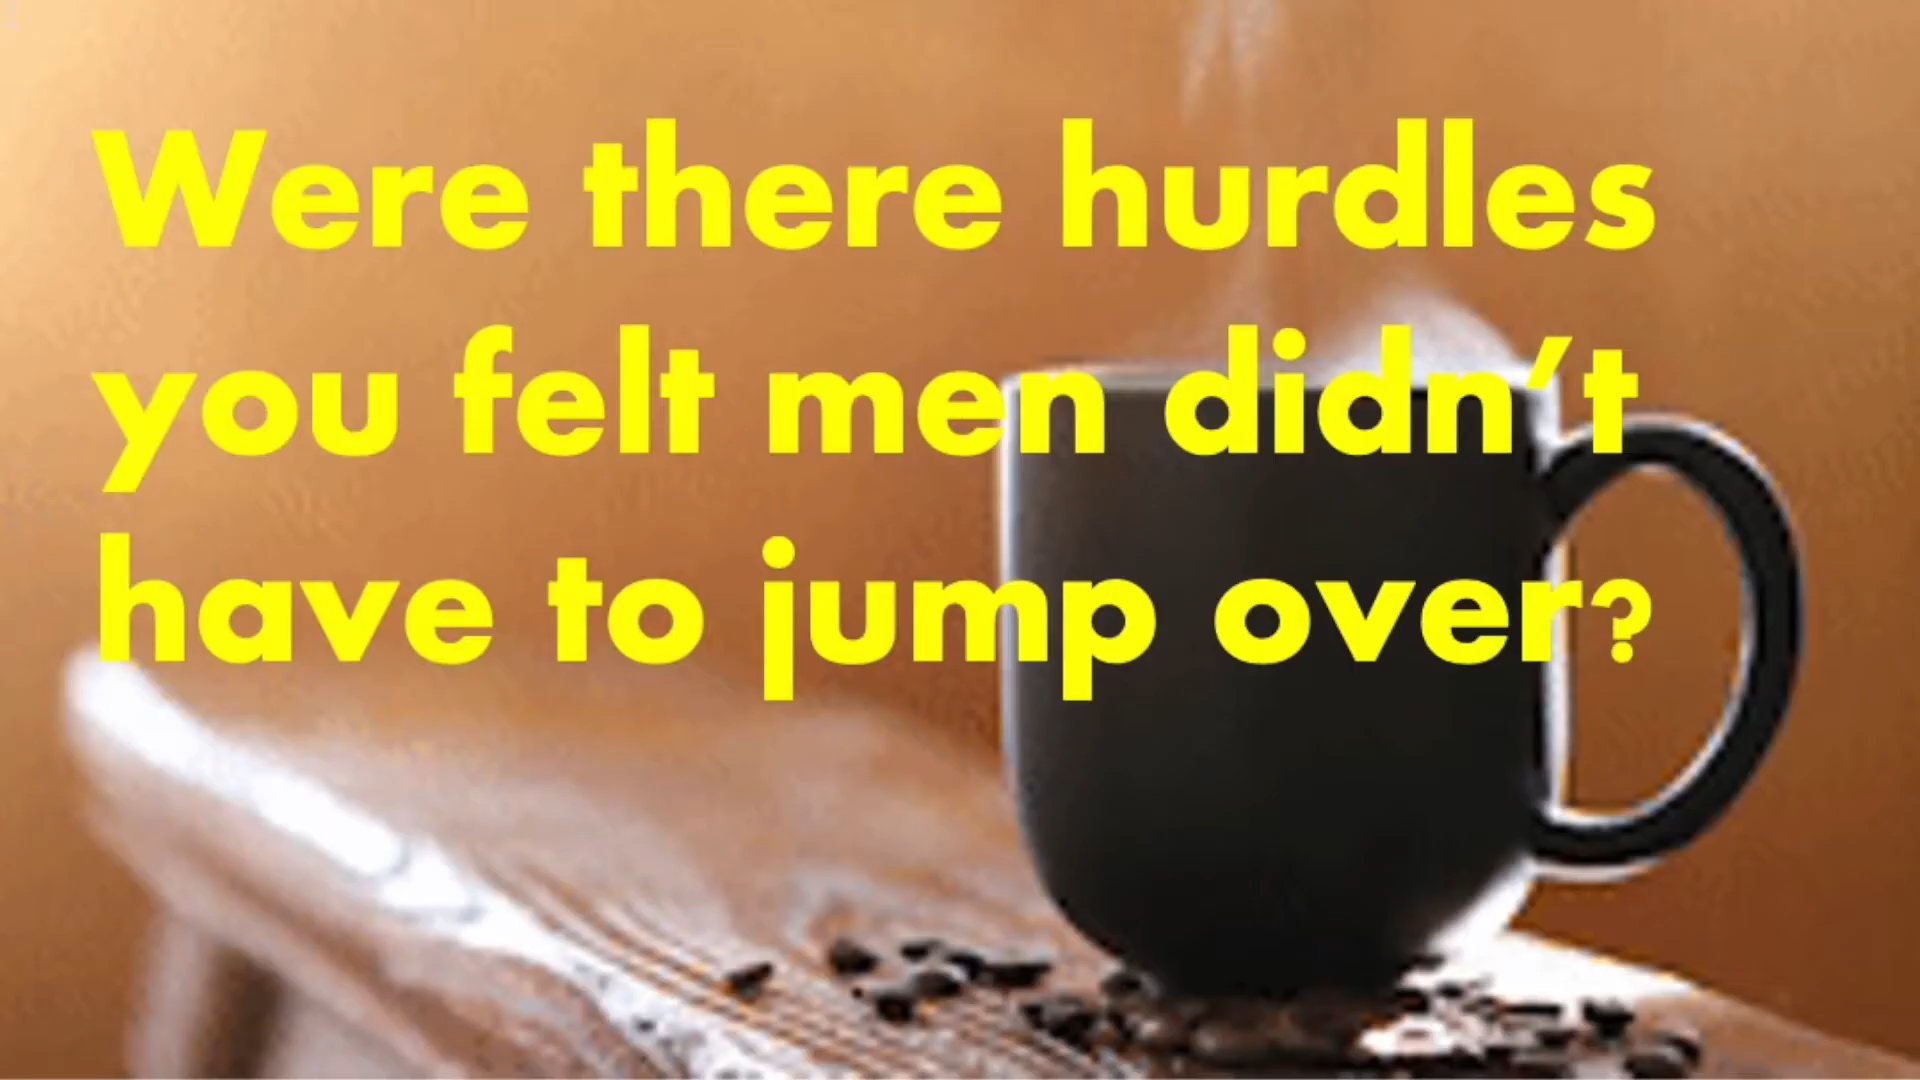 Were there hurdles
you felt men didn’t
have to jump over?